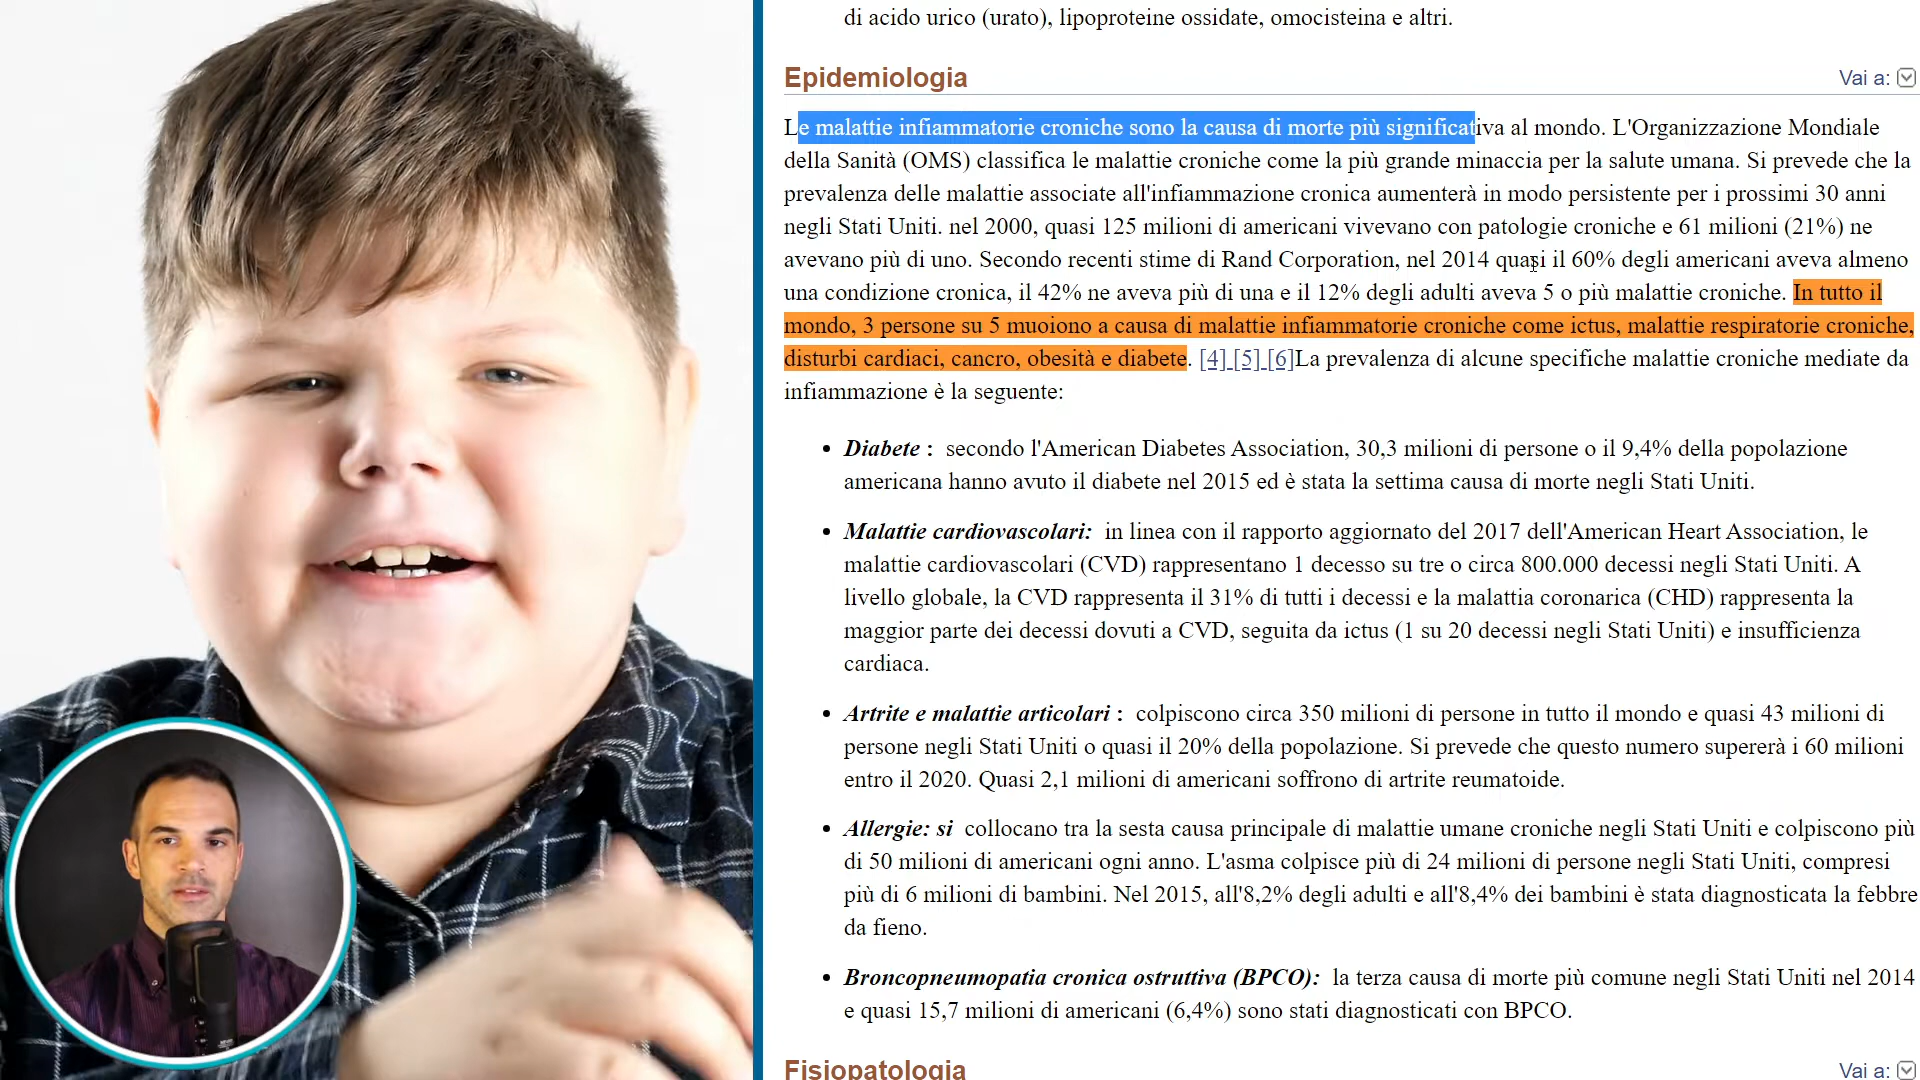 di acido urico (urato), lipoproteine ossidate, omocisteina e altri.
Epidemiologia
Vai a:
Le malattie infiammatorie croniche sono la causa di morte più significativa al mondo. L'Organizzazione Mondiale
della Sanità (OMS) classifica le malattie croniche come la più grande minaccia per la salute umana. Si prevede che la
prevalenza delle malattie associate all'infiammazione cronica aumenterà in modo persistente per i prossimi 30 anni
negli Stati Uniti. nel 2000, quasi 125 milioni di americani vivevano con patologie croniche e 61 milioni (21%) ne
avevano più di uno. Secondo recenti stime di Rand Corporation, nel 2014 quasi il 60% degli americani aveva almeno
una condizione cronica, il 42% ne aveva più di una e il 12% degli adulti aveva 5 o più malattie croniche. In tutto il
mondo, 3 persone su 5 muoiono a causa di malattie infiammatorie croniche come ictus, malattie respiratorie croniche,
disturbi cardiaci, cancro, obesità e diabete. [4] [5] [6]La prevalenza di alcune specifiche malattie croniche mediate da
infiammazione è la seguente:
• Diabete : secondo l'American Diabetes Association, 30,3 milioni di persone o il 9,4% della popolazione
americana hanno avuto il diabete nel 2015 ed è stata la settima causa di morte negli Stati Uniti.
• Malattie cardiovascolari: in linea con il rapporto aggiornato del 2017 dell'American Heart Association, le
malattie cardiovascolari (CVD) rappresentano 1 decesso su tre o circa 800.000 decessi negli Stati Uniti. A
livello globale, la CVD rappresenta il 31% di tutti i decessi e la malattia coronarica (CHD) rappresenta la
maggior parte dei decessi dovuti a CVD, seguita da ictus (1 su 20 decessi negli Stati Uniti) e insufficienza
cardiaca.
• Artrite e malattie articolari : colpiscono circa 350 milioni di persone in tutto il mondo e quasi 43 milioni di
persone negli Stati Uniti o quasi il 20% della popolazione. Si prevede che questo numero supererà i 60 milioni
entro il 2020. Quasi 2,1 milioni di americani soffrono di artrite reumatoide.
• Allergie: si collocano tra la sesta causa principale di malattie umane croniche negli Stati Uniti e colpiscono più
di 50 milioni di americani ogni anno. L'asma colpisce più di 24 milioni di persone negli Stati Uniti, compresi
più di 6 milioni di bambini. Nel 2015, all'8,2% degli adulti e all'8,4% dei bambini è stata diagnosticata la febbre
da fieno.
• Broncopneumopatia cronica ostruttiva (BPCO): la terza causa di morte più comune negli Stati Uniti nel 2014
e quasi 15,7 milioni di americani (6,4%) sono stati diagnosticati con BPCO.
Fisiopatologia
Vai a: